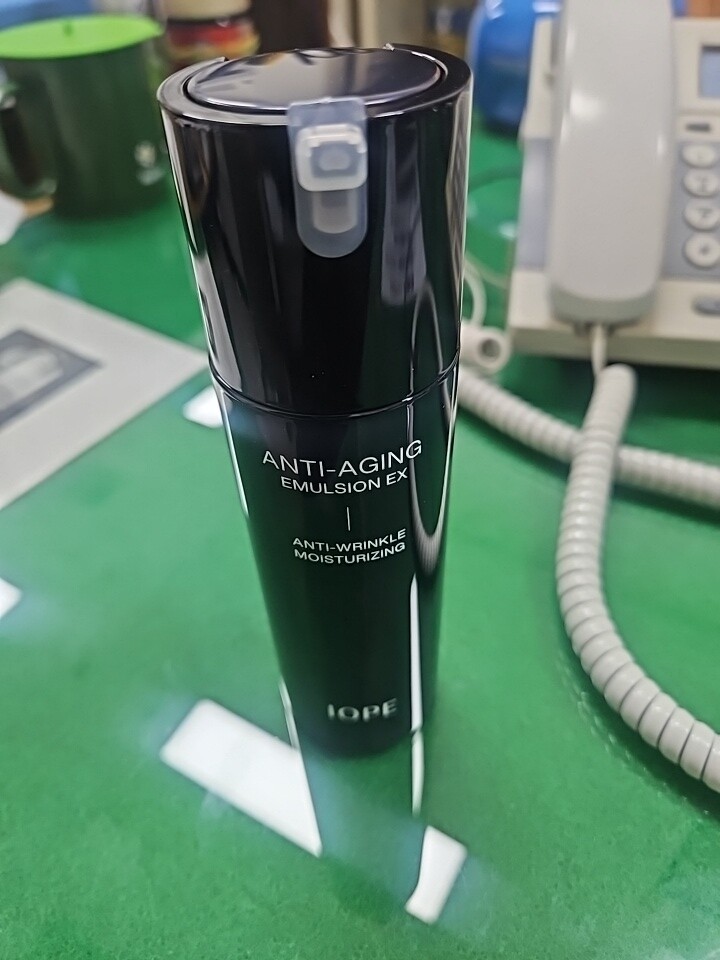 ANTI-AGING
EMULSION EX
ANTI-WRINKLE
MOISTURIZING
IOPE